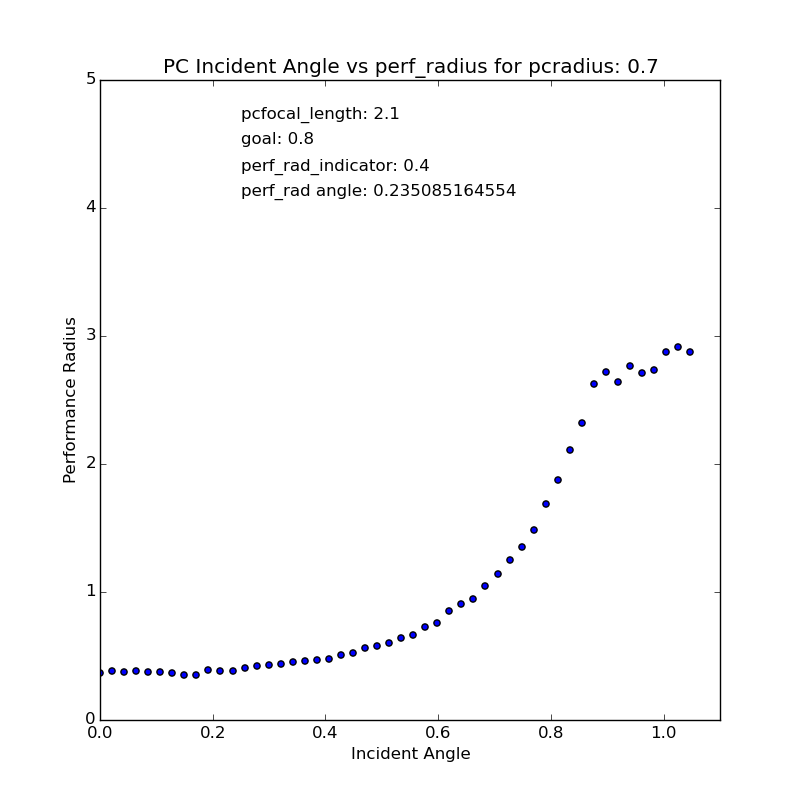 PC Incident Angle vs perf_radius for pcradius: 0.7
5
pcfocal_length: 2.1
goal: 0.8
perf_rad_indicator: 0.4
perf_rad angle: 0.235085164554
4
3
Performance Radius
2
1
0
0.0 0.2 0.4 0.6 0.8 1.0
Incident Angle